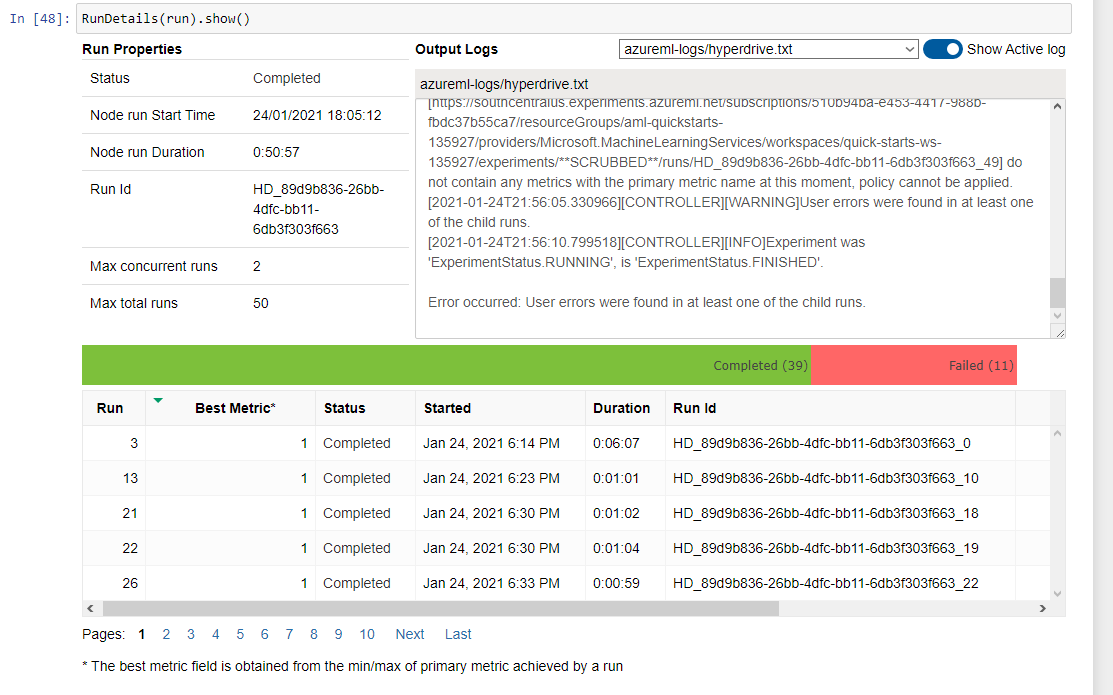 In [48]: RunDetails(run).show()
Run Properties
Status Completed
Node run Start Time 24/01/2021 18:05:12
Node run Duration 0:50:57
Run Id HD_89d9b836-26bb-
4dfc-bb11-
6db3f303f663
Max concurrent runs 2
Max total runs 50
Output Logs azureml-logs/hyperdrive.txt Show Active log
azureml-logs/hyperdrive.txt
[https://southcentralus.experiments.azureml.net/subscriptions/510b94ba-e453-4417-988b-
fbdc37b55ca7/resourceGroups/aml-quickstarts-
135927/providers/Microsoft.MachineLearningServices/workspaces/quick-starts-ws-
135927/experiments/**SCRUBBED**/runs/HD_89d9b836-26bb-4dfc-bb11-6db3f303f663_49] do
not contain any metrics with the primary metric name at this moment, policy cannot be applied.
[2021-01-24T21:56:05.330966][CONTROLLER][WARNING]User errors were found in at least one
of the child runs.
[2021-01-24T21:56:10.799518][CONTROLLER][INFO]Experiment was
'ExperimentStatus.RUNNING', is 'ExperimentStatus.FINISHED'.
Error occurred: User errors were found in at least one of the child runs.
Completed (39) Failed (11)
Run Best Metric* Status Started Duration Run Id
3 1 Completed Jan 24, 2021 6:14 PM 0:06:07 HD_89d9b836-26bb-4dfc-bb11-6db3f303f663_0
13 1 Completed Jan 24, 2021 6:23 PM 0:01:01 HD_89d9b836-26bb-4dfc-bb11-6db3f303f663_10
21 1 Completed Jan 24, 2021 6:30 PM 0:01:02 HD_89d9b836-26bb-4dfc-bb11-6db3f303f663_18
22 1 Completed Jan 24, 2021 6:30 PM 0:01:04 HD_89d9b836-26bb-4dfc-bb11-6db3f303f663_19
26 1 Completed Jan 24, 2021 6:33 PM 0:00:59 HD_89d9b836-26bb-4dfc-bb11-6db3f303f663_22
Pages: 1 2 3 4 5 6 7 8 9 10 Next Last
* The best metric field is obtained from the min/max of primary metric achieved by a run